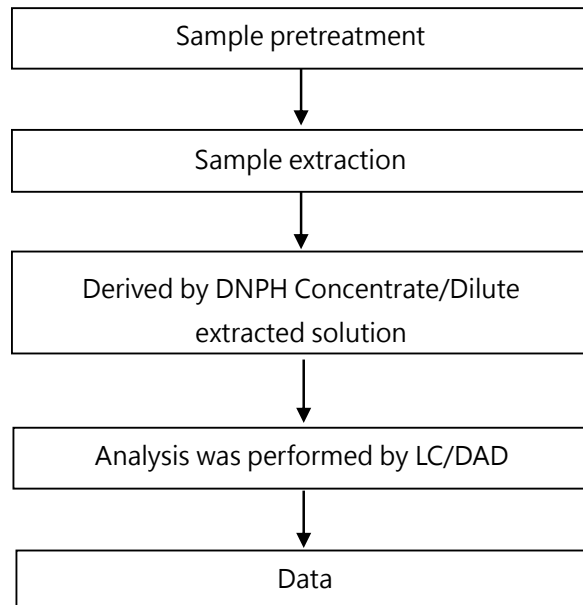 Sample pretreatment
Sample extraction
Derived by DNPH Concentrate/Dilute
extracted solution
Analysis was performed by LC/DAD
Data